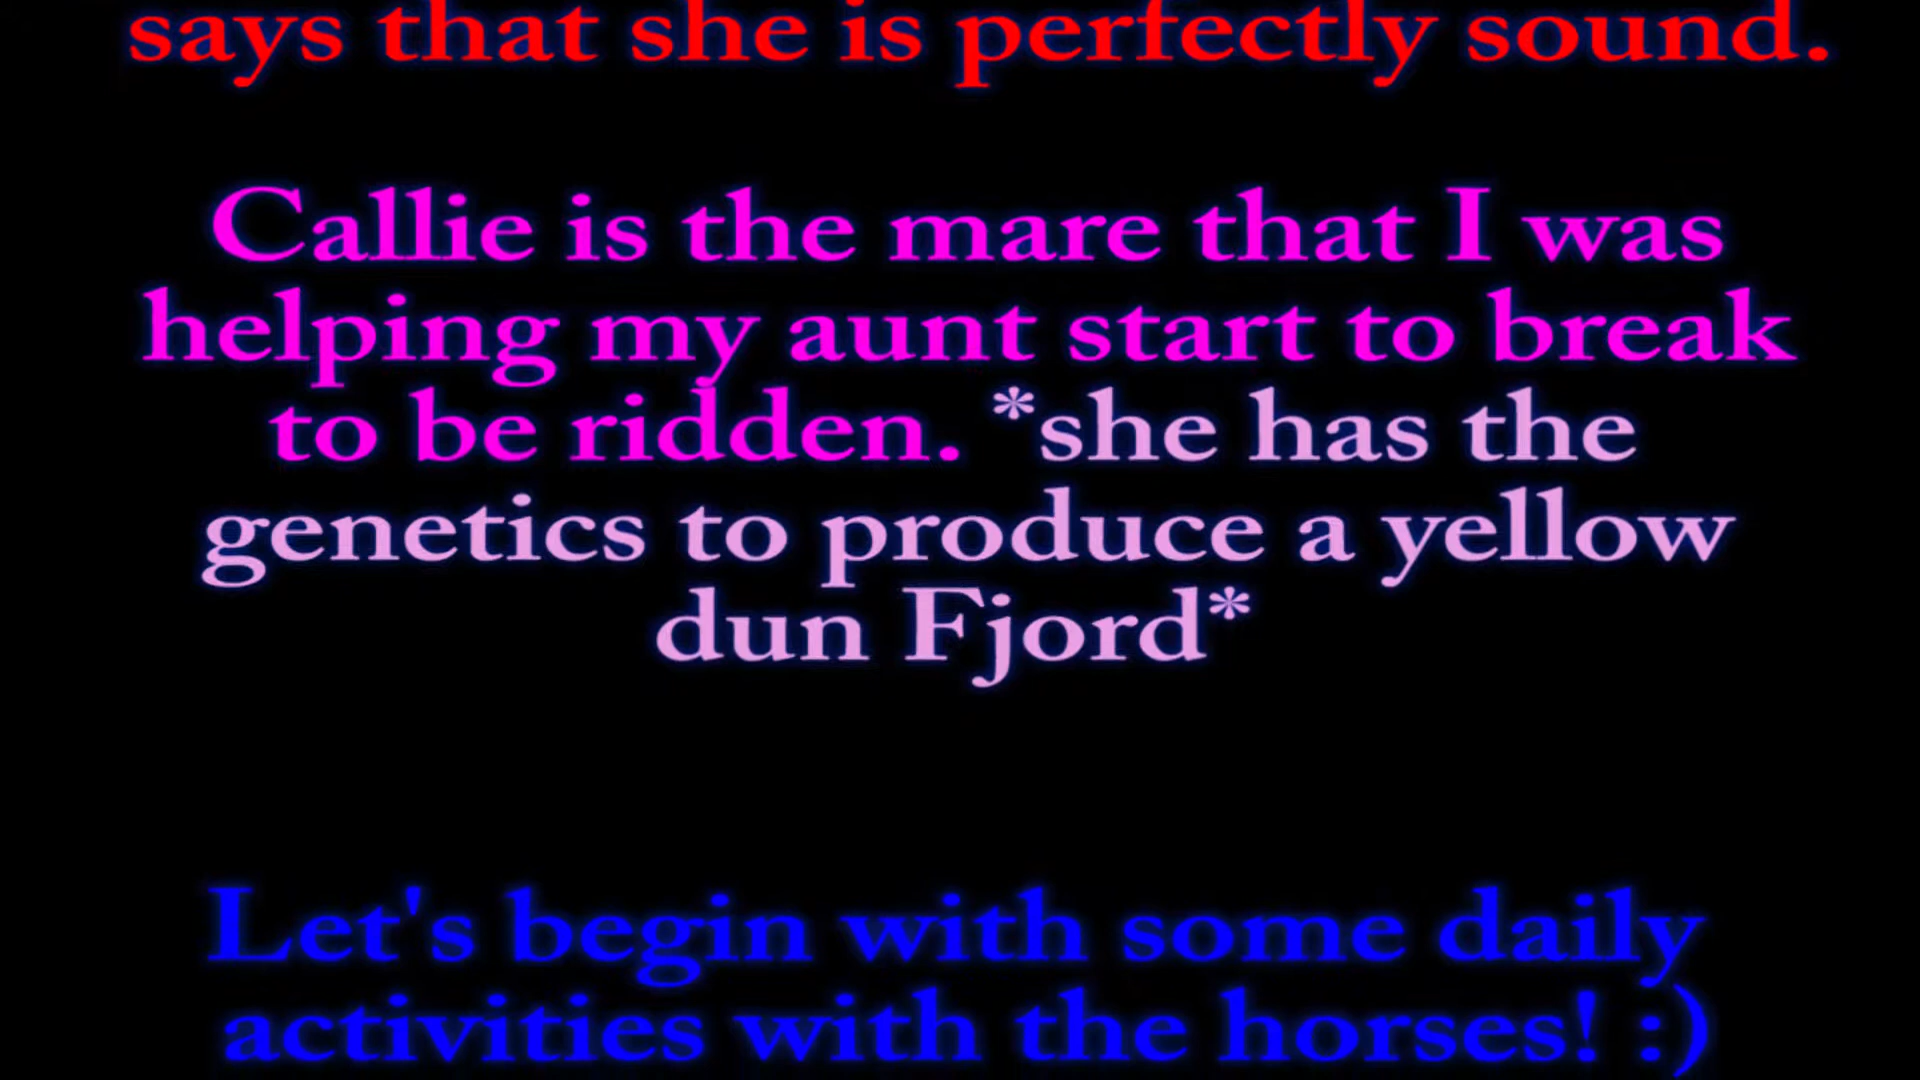 says that she is perfectly sound.
Callie is the mare that I was
helping my aunt start to break
to be ridden. *she has the
genetics to produce a yellow
dun Fjord*
Let's begin with some daily
activities with the horses! :)